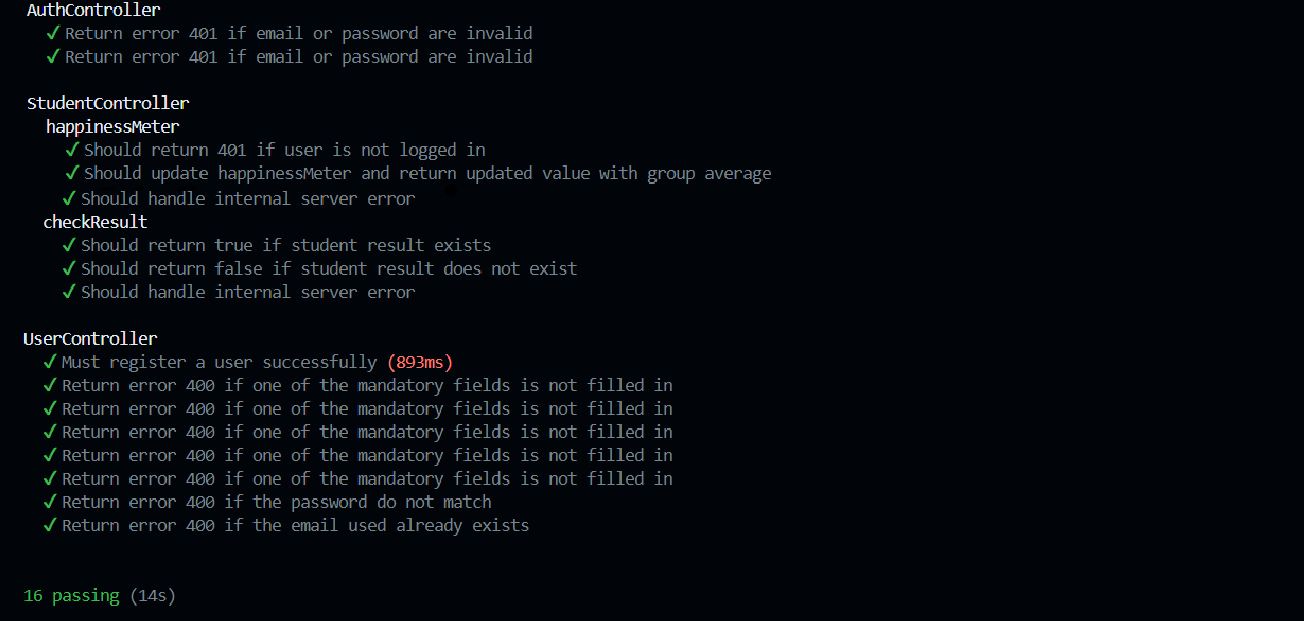 AuthController
✓ Return error 401 if email or password are invalid
✓ Return error 401 if email or password are invalid
StudentController
happinessMeter
✓ Should return 401 if user is not logged in
✓ Should update happinessMeter and return updated value with group average
✓ Should handle internal server error
checkResult
✓ Should return true if student result exists
✓ Should return false if student result does not exist
✓ Should handle internal server error
UserController
✓ Must register a user successfully (893ms)
✓ Return error 400 if one of the mandatory fields is not filled in
✓ Return error 400 if one of the mandatory fields is not filled in
✓ Return error 400 if one of the mandatory fields is not filled in
✓ Return error 400 if one of the mandatory fields is not filled in
✓ Return error 400 if one of the mandatory fields is not filled in
✓ Return error 400 if the password do not match
✓ Return error 400 if the email used already exists
16 passing (14s)